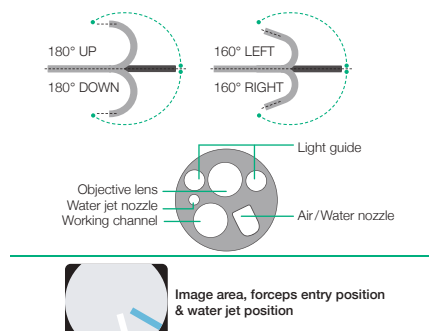 180° UP
180° DOWN
160° LEFT
160° RIGHT
Light guide
Objective lens
Water jet nozzle
Working channel
Air/Water nozzle
Image area, forceps entry position
& water jet position